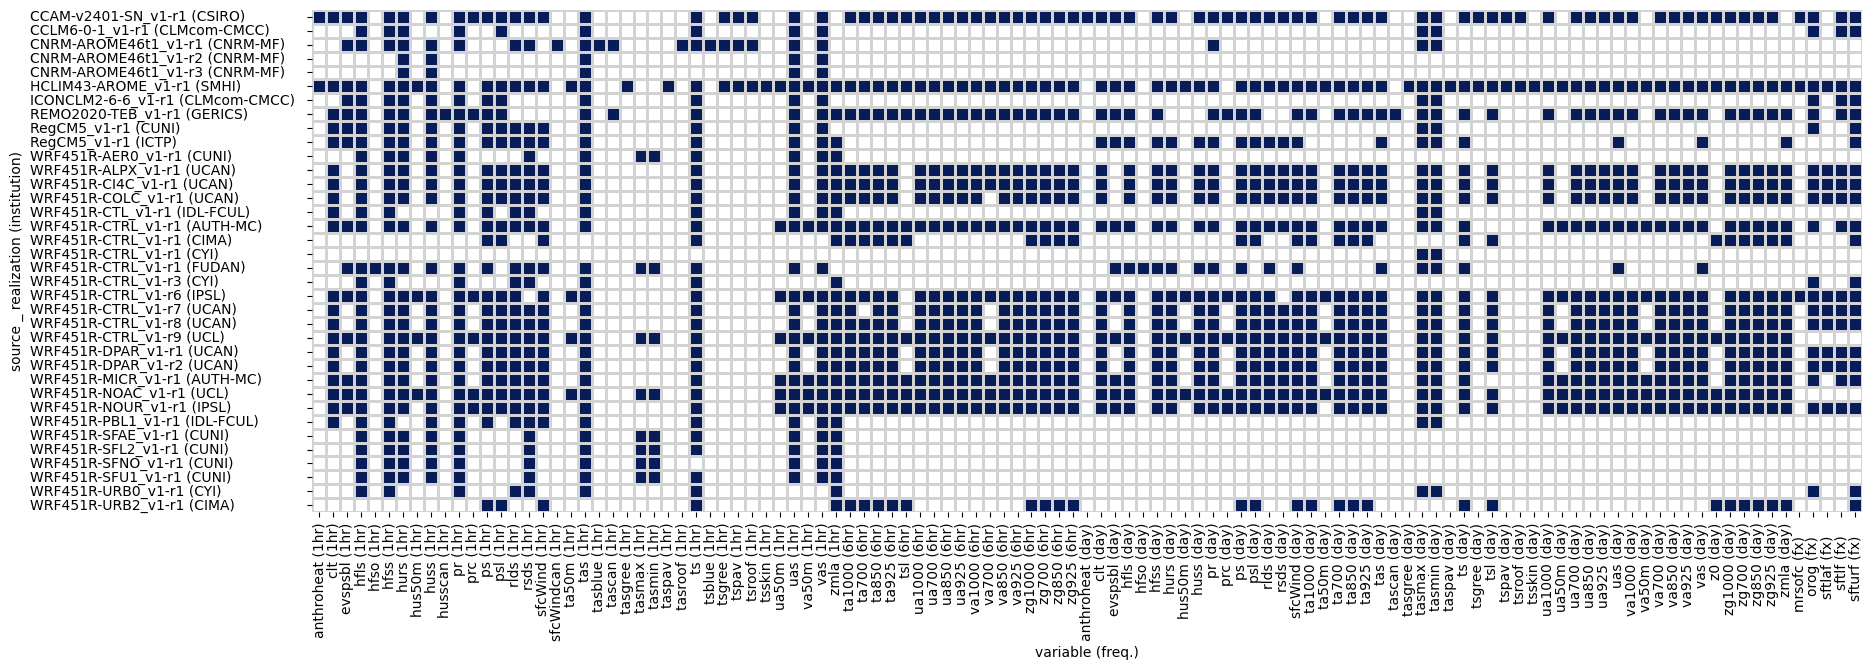 source _ realization (institution)
CCAM-v2401-SN_v1-r1 (CSIRO)
CCLM6-0-1_v1-r1 (CLMcom-CMCC)
CNRM-AROME46t1_v1-r1 (CNRM-MF)
CNRM-AROME46t1_v1-r2 (CNRM-MF)
CNRM-AROME46t1_v1-r3 (CNRM-MF)
HCLIM43-AROME_v1-r1 (SMHI)
ICONCLM2-6-6_v1-r1 (CLMcom-CMCC)
REMO2020-TEB_v1-r1 (GERICS)
RegCM5_v1-r1 (CUNI)
RegCM5_v1-r1 (ICTP)
WRF451R-AER0_v1-r1 (CUNI)
WRF451R-ALPX_v1-r1 (UCAN)
WRF451R-CI4C_v1-r1 (UCAN)
WRF451R-COLC_v1-r1 (UCAN)
WRF451R-CTL_v1-r1 (IDL-FCUL)
WRF451R-CTRL_v1-r1 (AUTH-MC)
WRF451R-CTRL_v1-r1 (CIMA)
WRF451R-CTRL_v1-r1 (CYI)
WRF451R-CTRL_v1-r1 (FUDAN)
WRF451R-CTRL_v1-r3 (CYI)
WRF451R-CTRL_v1-r6 (IPSL)
WRF451R-CTRL_v1-r7 (UCAN)
WRF451R-CTRL_v1-r8 (UCAN)
WRF451R-CTRL_v1-r9 (UCL)
WRF451R-DPAR_v1-r1 (UCAN)
WRF451R-DPAR_v1-r2 (UCAN)
WRF451R-MICR_v1-r1 (AUTH-MC)
WRF451R-NOAC_v1-r1 (UCL)
WRF451R-NOUR_v1-r1 (IPSL)
WRF451R-PBL1_v1-r1 (IDL-FCUL)
WRF451R-SFAE_v1-r1 (CUNI)
WRF451R-SFL2_v1-r1 (CUNI)
WRF451R-SFNO_v1-r1 (CUNI)
WRF451R-SFU1_v1-r1 (CUNI)
WRF451R-URB0_v1-r1 (CYI)
WRF451R-URB2_v1-r1 (CIMA)
anthroheat (1hr)
clt (1hr)
evspsbl (1hr)
hfls (1hr)
hfso (1hr)
hfss (1hr)
hurs (1hr)
hus50m (1hr)
huss (1hr)
husscan (1hr)
pr (1hr)
prc (1hr)
ps (1hr)
psl (1hr)
rlds (1hr)
rsds (1hr)
sfcWind (1hr)
sfcWindcan (1hr)
ta50m (1hr)
tas (1hr)
tasblue (1hr)
tascan (1hr)
tasgree (1hr)
tasmax (1hr)
tasmin (1hr)
taspav (1hr)
tasroof (1hr)
ts (1hr)
tsblue (1hr)
tsgree (1hr)
tspav (1hr)
tsroof (1hr)
tsskin (1hr)
ua50m (1hr)
uas (1hr)
va50m (1hr)
vas (1hr)
zmla (1hr)
ta1000 (6hr)
ta700 (6hr)
ta850 (6hr)
ta925 (6hr)
tsl (6hr)
ua1000 (6hr)
ua700 (6hr)
ua850 (6hr)
ua925 (6hr)
va1000 (6hr)
va700 (6hr)
va850 (6hr)
va925 (6hr)
zg1000 (6hr)
zg700 (6hr)
zg850 (6hr)
zg925 (6hr)
anthroheat (day)
clt (day)
evspsbl (day)
hfls (day)
hfso (day)
hfss (day)
hurs (day)
hus50m (day)
huss (day)
pr (day)
prc (day)
ps (day)
psl (day)
rlds (day)
rsds (day)
sfcWind (day)
ta1000 (day)
ta50m (day)
ta700 (day)
ta850 (day)
ta925 (day)
tas (day)
tascan (day)
tasgree (day)
tasmax (day)
tasmin (day)
taspav (day)
ts (day)
tsgree (day)
tsl (day)
tspav (day)
tsroof (day)
tsskin (day)
ua1000 (day)
ua50m (day)
ua700 (day)
ua850 (day)
ua925 (day)
uas (day)
va1000 (day)
va50m (day)
va700 (day)
va850 (day)
va925 (day)
vas (day)
z0 (day)
zg1000 (day)
zg700 (day)
zg850 (day)
zg925 (day)
zmla (day)
mrsofc (fx)
orog (fx)
sftlaf (fx)
sftlf (fx)
sfturf (fx)
variable (freq.)